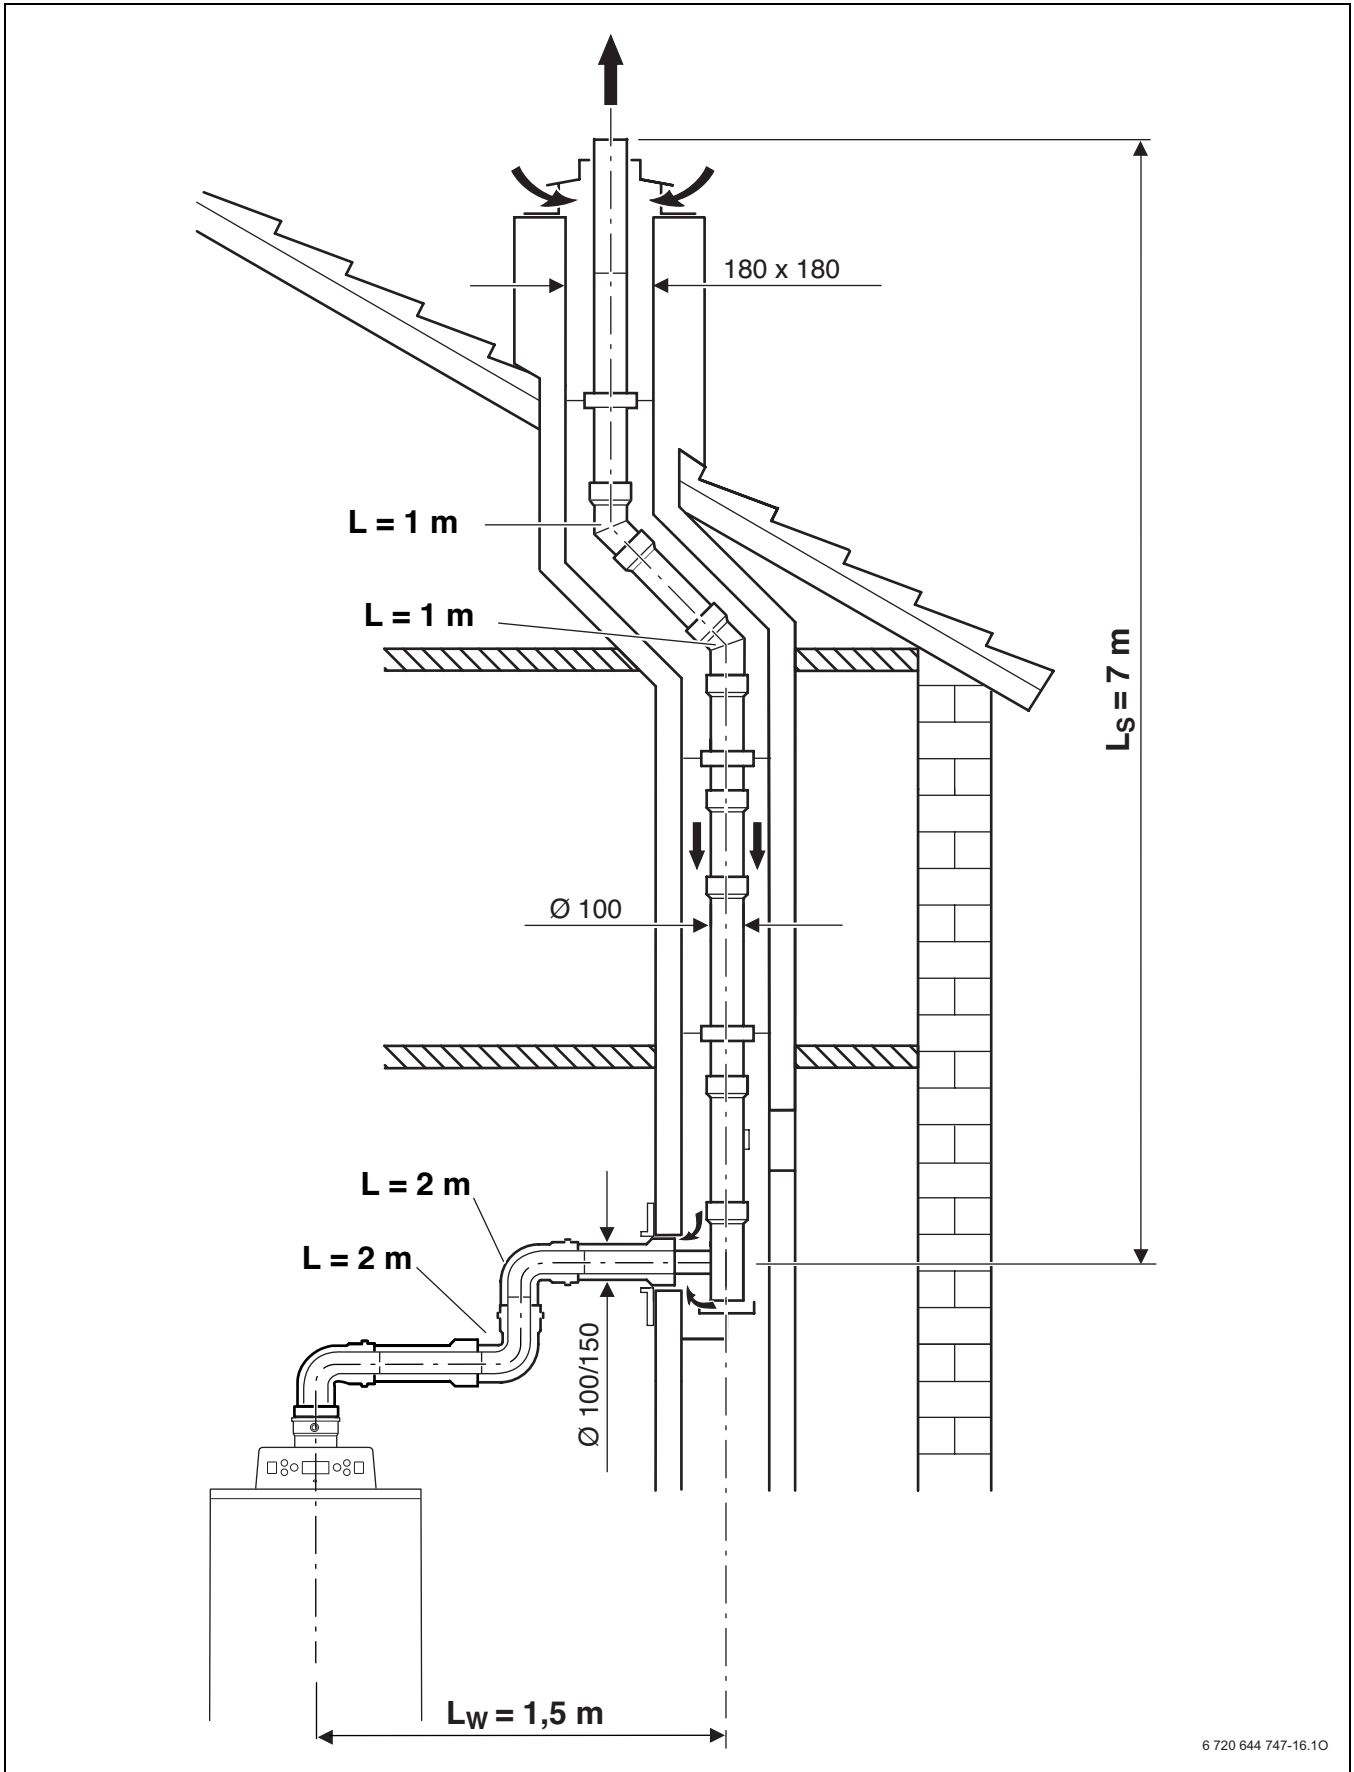 180 x 180
L = 1 m
L = 1 m
LS = 7 m
Ø 100
L = 2 m
L = 2 m
Ø 100/150
LW = 1,5 m
6 720 644 747-16.1O